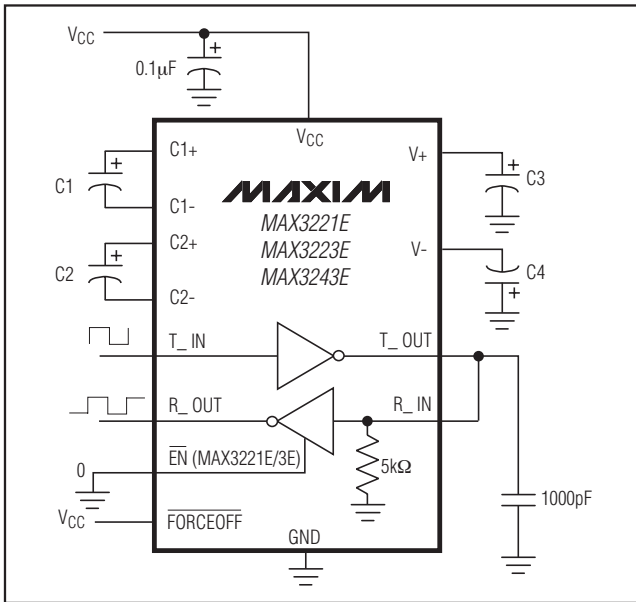 VCC
0.1µF
VCC
C1+
V+
C1
C3
C1-
MAXIM
MAX3221E
C2+
MAX3223E
V-
C2
MAX3243E
C4
C2-
T_ IN
T_ OUT
R_ OUT
R_ IN
0
EN (MAX3221E/3E)
5kΩ
1000pF
VCC
FORCEOFF
GND